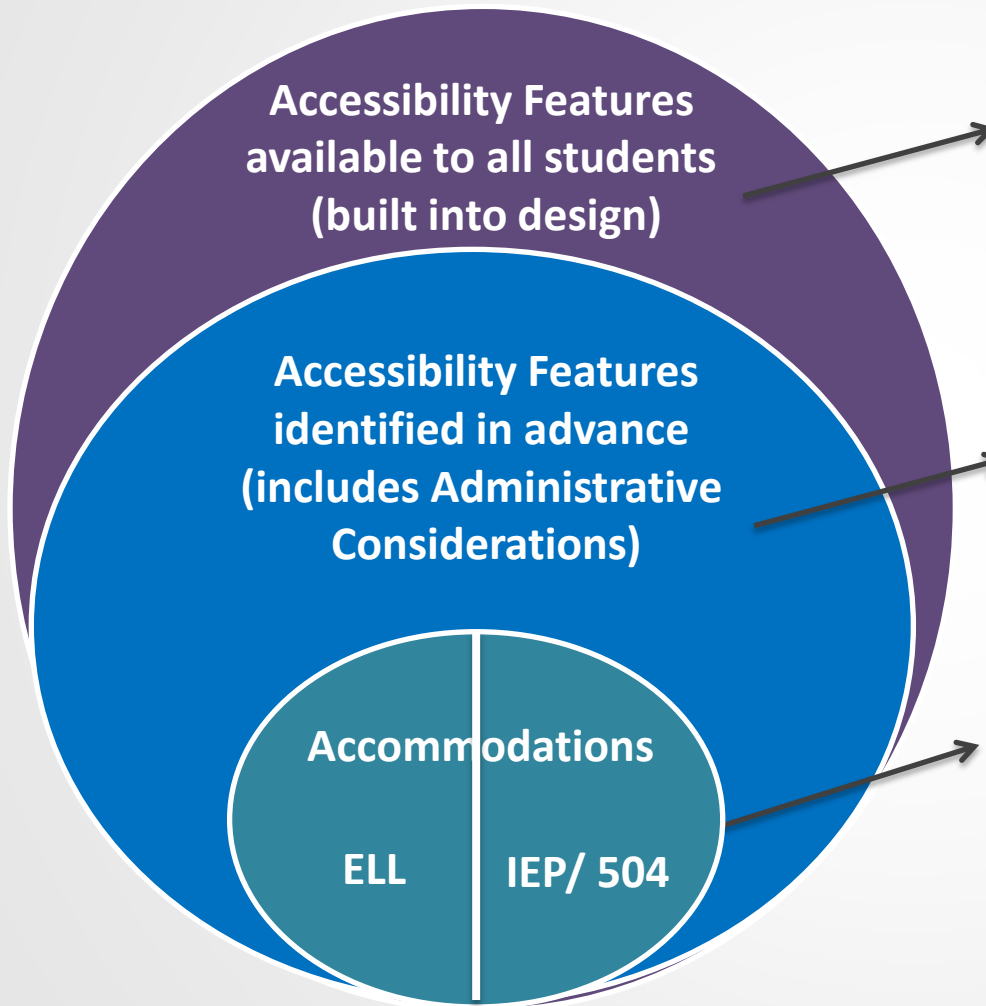 Accessibility Features
available to all students
(built into design)
Accessibility Features
identified in advance
(includes Administrative
Considerations)
Accommodations
ELL
IEP/ 504